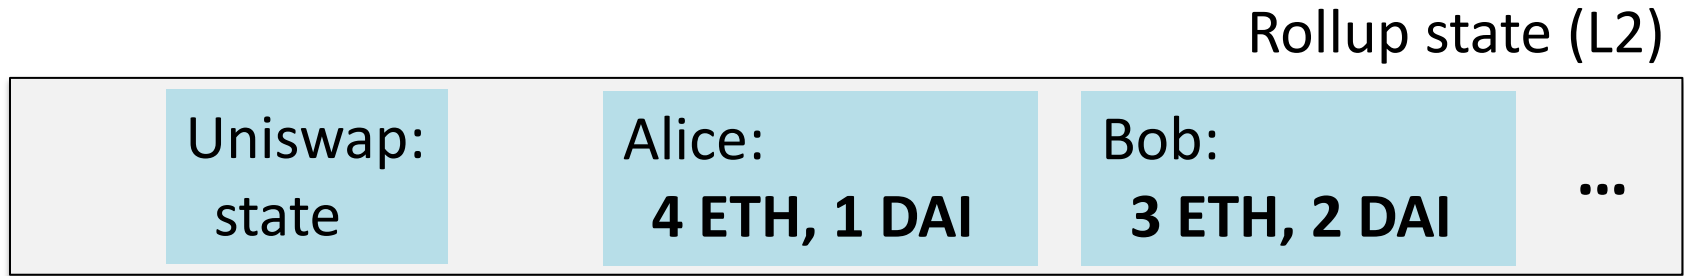 Rollup state (L2)
Uniswap:
state
Alice:
4 ETH, 1 DAI
Bob:
3 ETH, 2 DAI
...